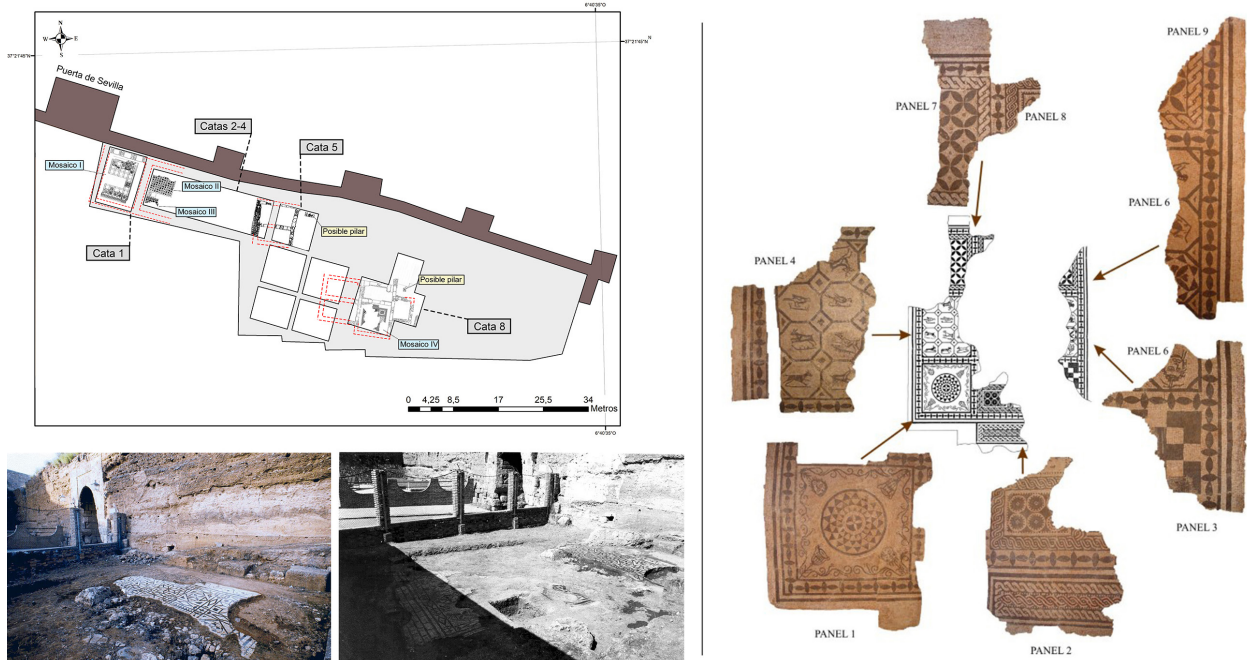 6°40'35"O
N
W E
S
37°21'45"N
37°21'45"N
Puerta de Sevilla
Catas 2-4
Cata 5
Mosaico I
Mosaico II
Mosaico III
Posible pilar
Cata 1
Posible pilar
Cata 8
Mosaico IV
0 4,25 8,5 17 25,5 34
Metros
6°40'35"O
PANEL 9
PANEL 7
PANEL 8
PANEL 6
PANEL 4
PANEL 6
PANEL 3
PANEL 1
PANEL 2